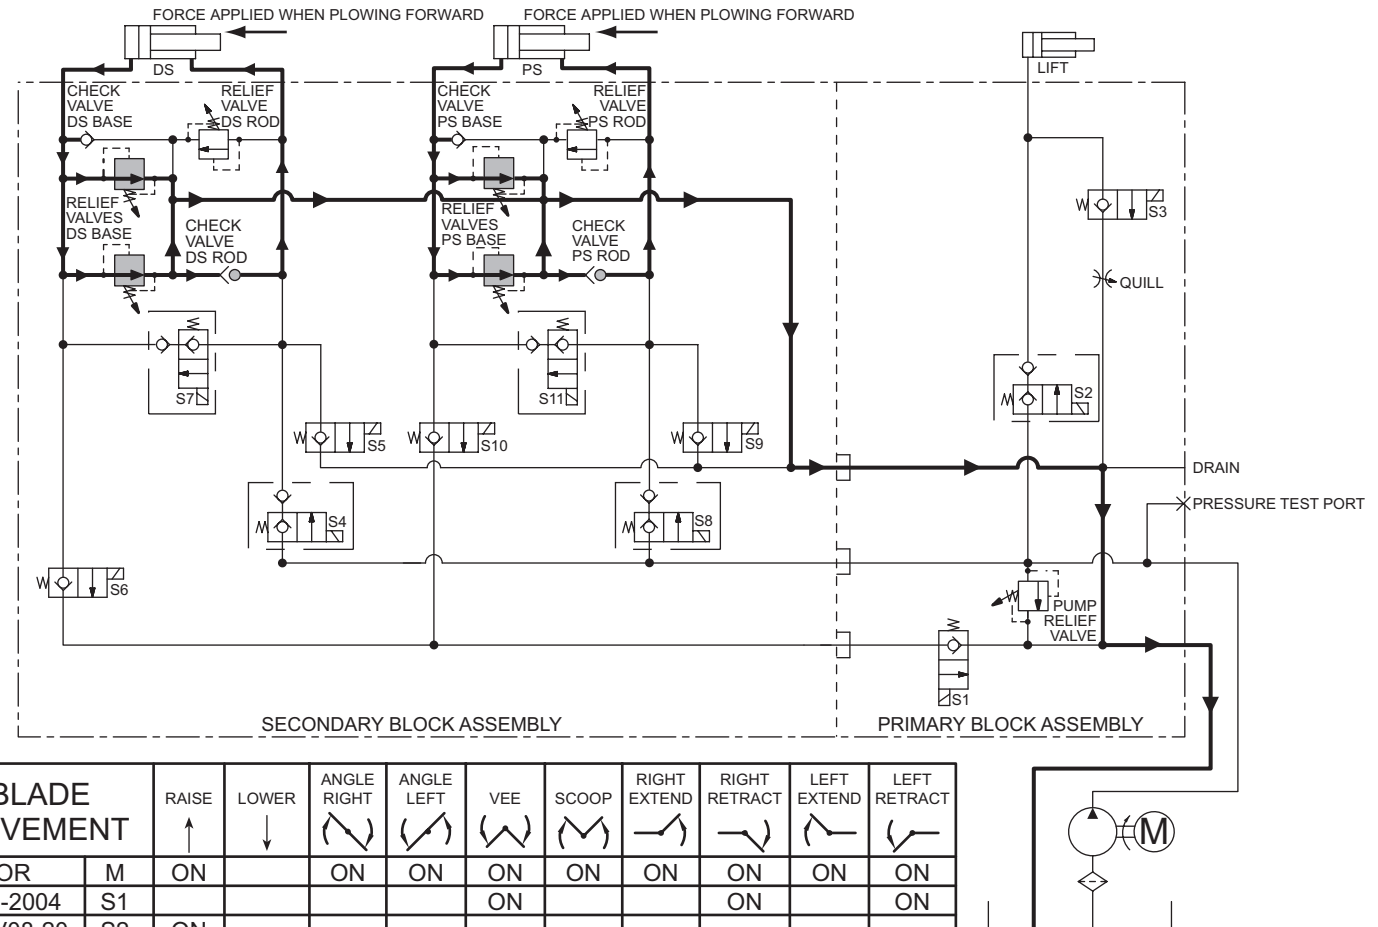 FORCE APPLIED WHEN PLOWING FORWARD
FORCE APPLIED WHEN PLOWING FORWARD
DS
PS
LIFT
CHECK
VALVE
DS BASE
RELIEF
VALVE
DS ROD
CHECK
VALVE
PS BASE
RELIEF
VALVE
PS ROD
RELIEF
VALVES
DS BASE
CHECK
VALVE
DS ROD
RELIEF
VALVES
PS BASE
CHECK
VALVE
PS ROD
S3
QUILL
S7
S11
S2
S5
S10
S9
DRAIN
PRESSURE TEST PORT
S4
S8
S6
PUMP
RELIEF
VALVE
S1
SECONDARY BLOCK ASSEMBLY
PRIMARY BLOCK ASSEMBLY
M
BLADE
VEMENT
RAISE
LOWER
ANGLE
RIGHT
ANGLE
LEFT
VEE
SCOOP
RIGHT
EXTEND
RIGHT
RETRACT
LEFT
EXTEND
LEFT
RETRACT
OR M ON ON ON ON ON ON ON ON ON
-2004 S1 ON ON ON
S2 ON